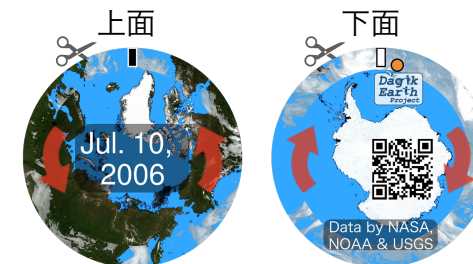 上面
下面
Jul. 10,
2006
Dagik
Earth
Project
Data by NASA,
NOAA & USGS